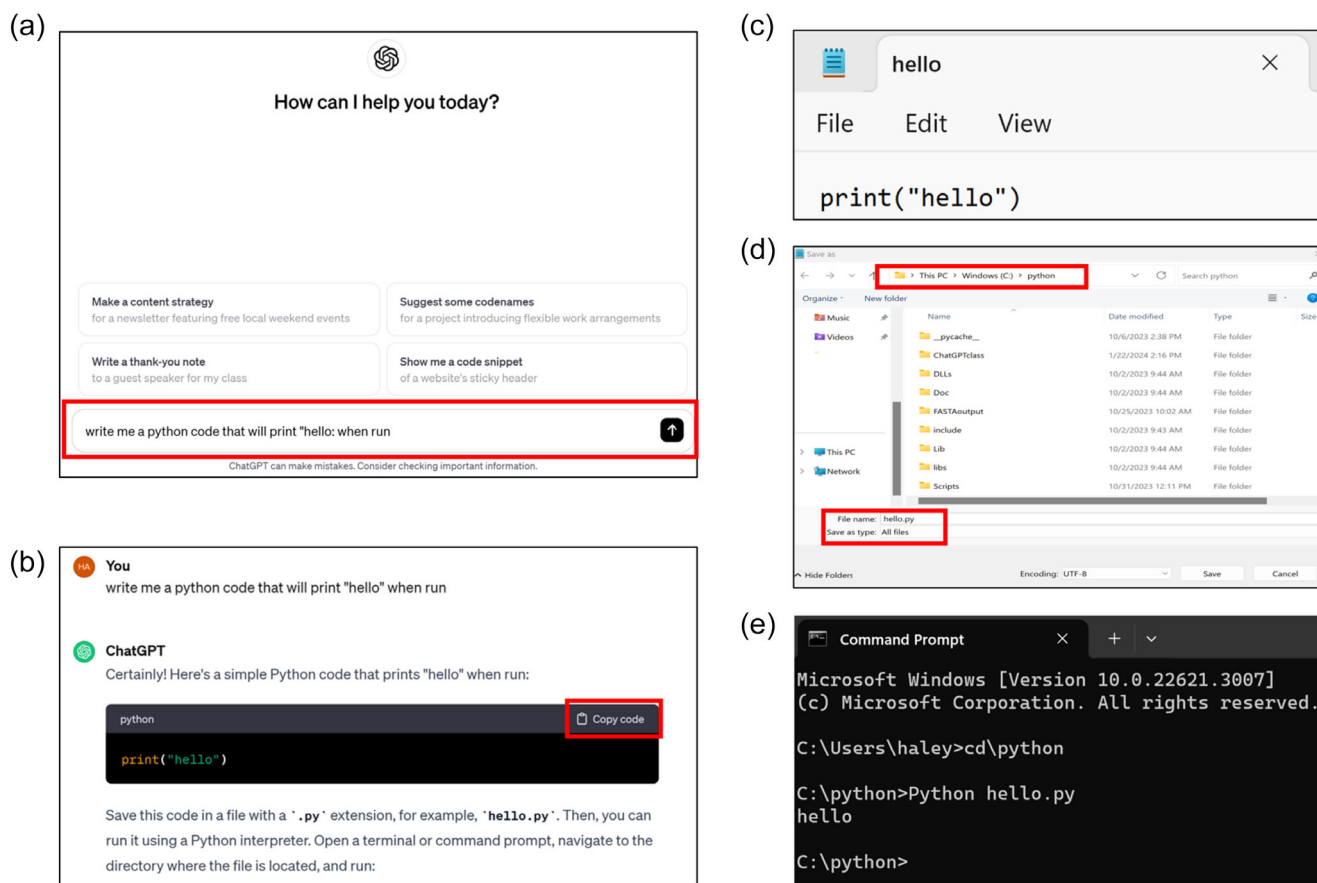 (a)
How can I help you today?
Make a content strategy
for a newsletter featuring free local weekend events
Suggest some codenames
for a project introducing flexible work arrangements
Write a thank-you note
to a guest speaker for my class
Show me a code snippet
of a website's sticky header
write me a python code that will print "hello: when run
ChatGPT can make mistakes. Consider checking important information.
(b)
HA You
write me a python code that will print "hello" when run
ChatGPT
Certainly! Here's a simple Python code that prints "hello" when run:
python Copy code
print("hello")
Save this code in a file with a `.py` extension, for example, `hello.py`. Then, you can
run it using a Python interpreter. Open a terminal or command prompt, navigate to the
directory where the file is located, and run:
(c)
hello
File Edit View
print("hello")
(d)
Save as
This PC > Windows (C:) > python Search python
Organize New folder
Name Date modified Type Size
Music
Videos
__pycache__ 10/6/2023 2:38 PM File folder
ChatGPTclass 1/22/2024 2:16 PM File folder
DLLs 10/2/2023 9:44 AM File folder
Doc 10/2/2023 9:44 AM File folder
FASTAoutput 10/25/2023 10:02 AM File folder
include 10/2/2023 9:43 AM File folder
This PC
Lib 10/2/2023 9:44 AM File folder
Network
libs 10/2/2023 9:44 AM File folder
Scripts 10/31/2023 12:11 PM File folder
File name: hello.py
Save as type: All files
Hide Folders Encoding: UTF-8 Save Cancel
(e)
Command Prompt
Microsoft Windows [Version 10.0.22621.3007]
(c) Microsoft Corporation. All rights reserved.
C:\Users\haley>cd\python
C:\python>Python hello.py
hello
C:\python>